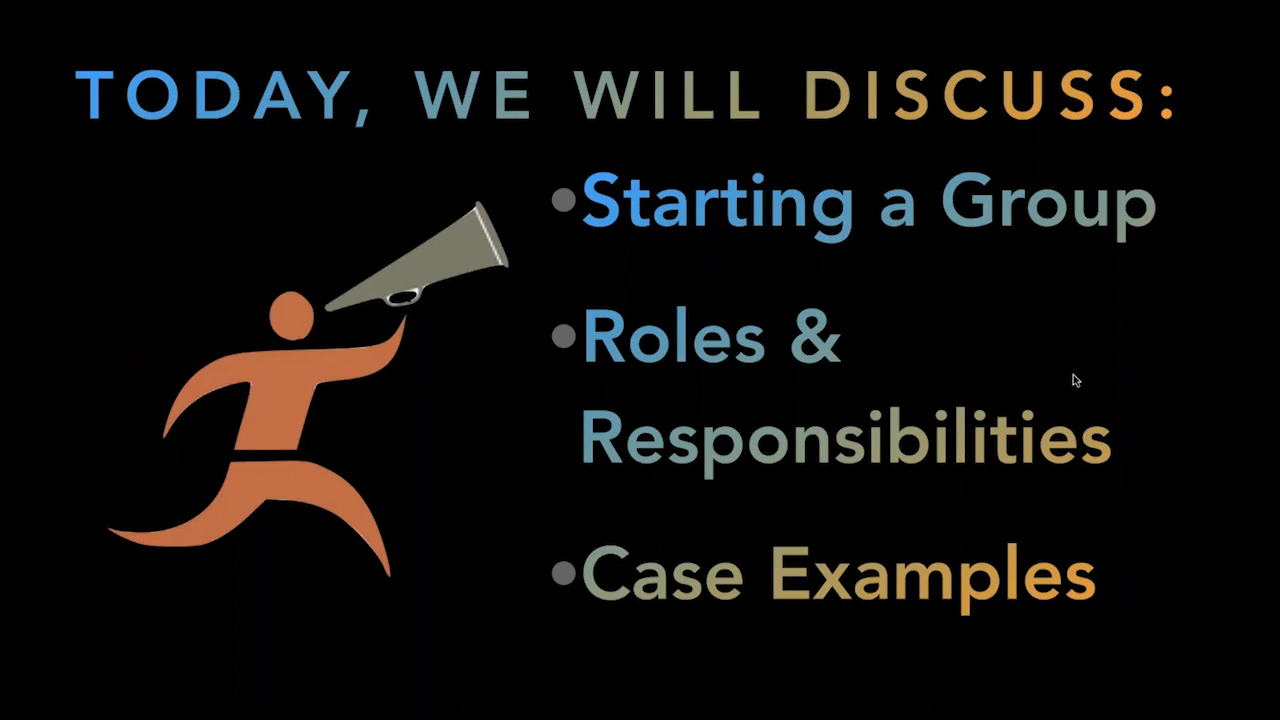 TODAY, WE WILL DISCUSS:
•Starting a Group
•Roles &
Responsibilities
•Case Examples